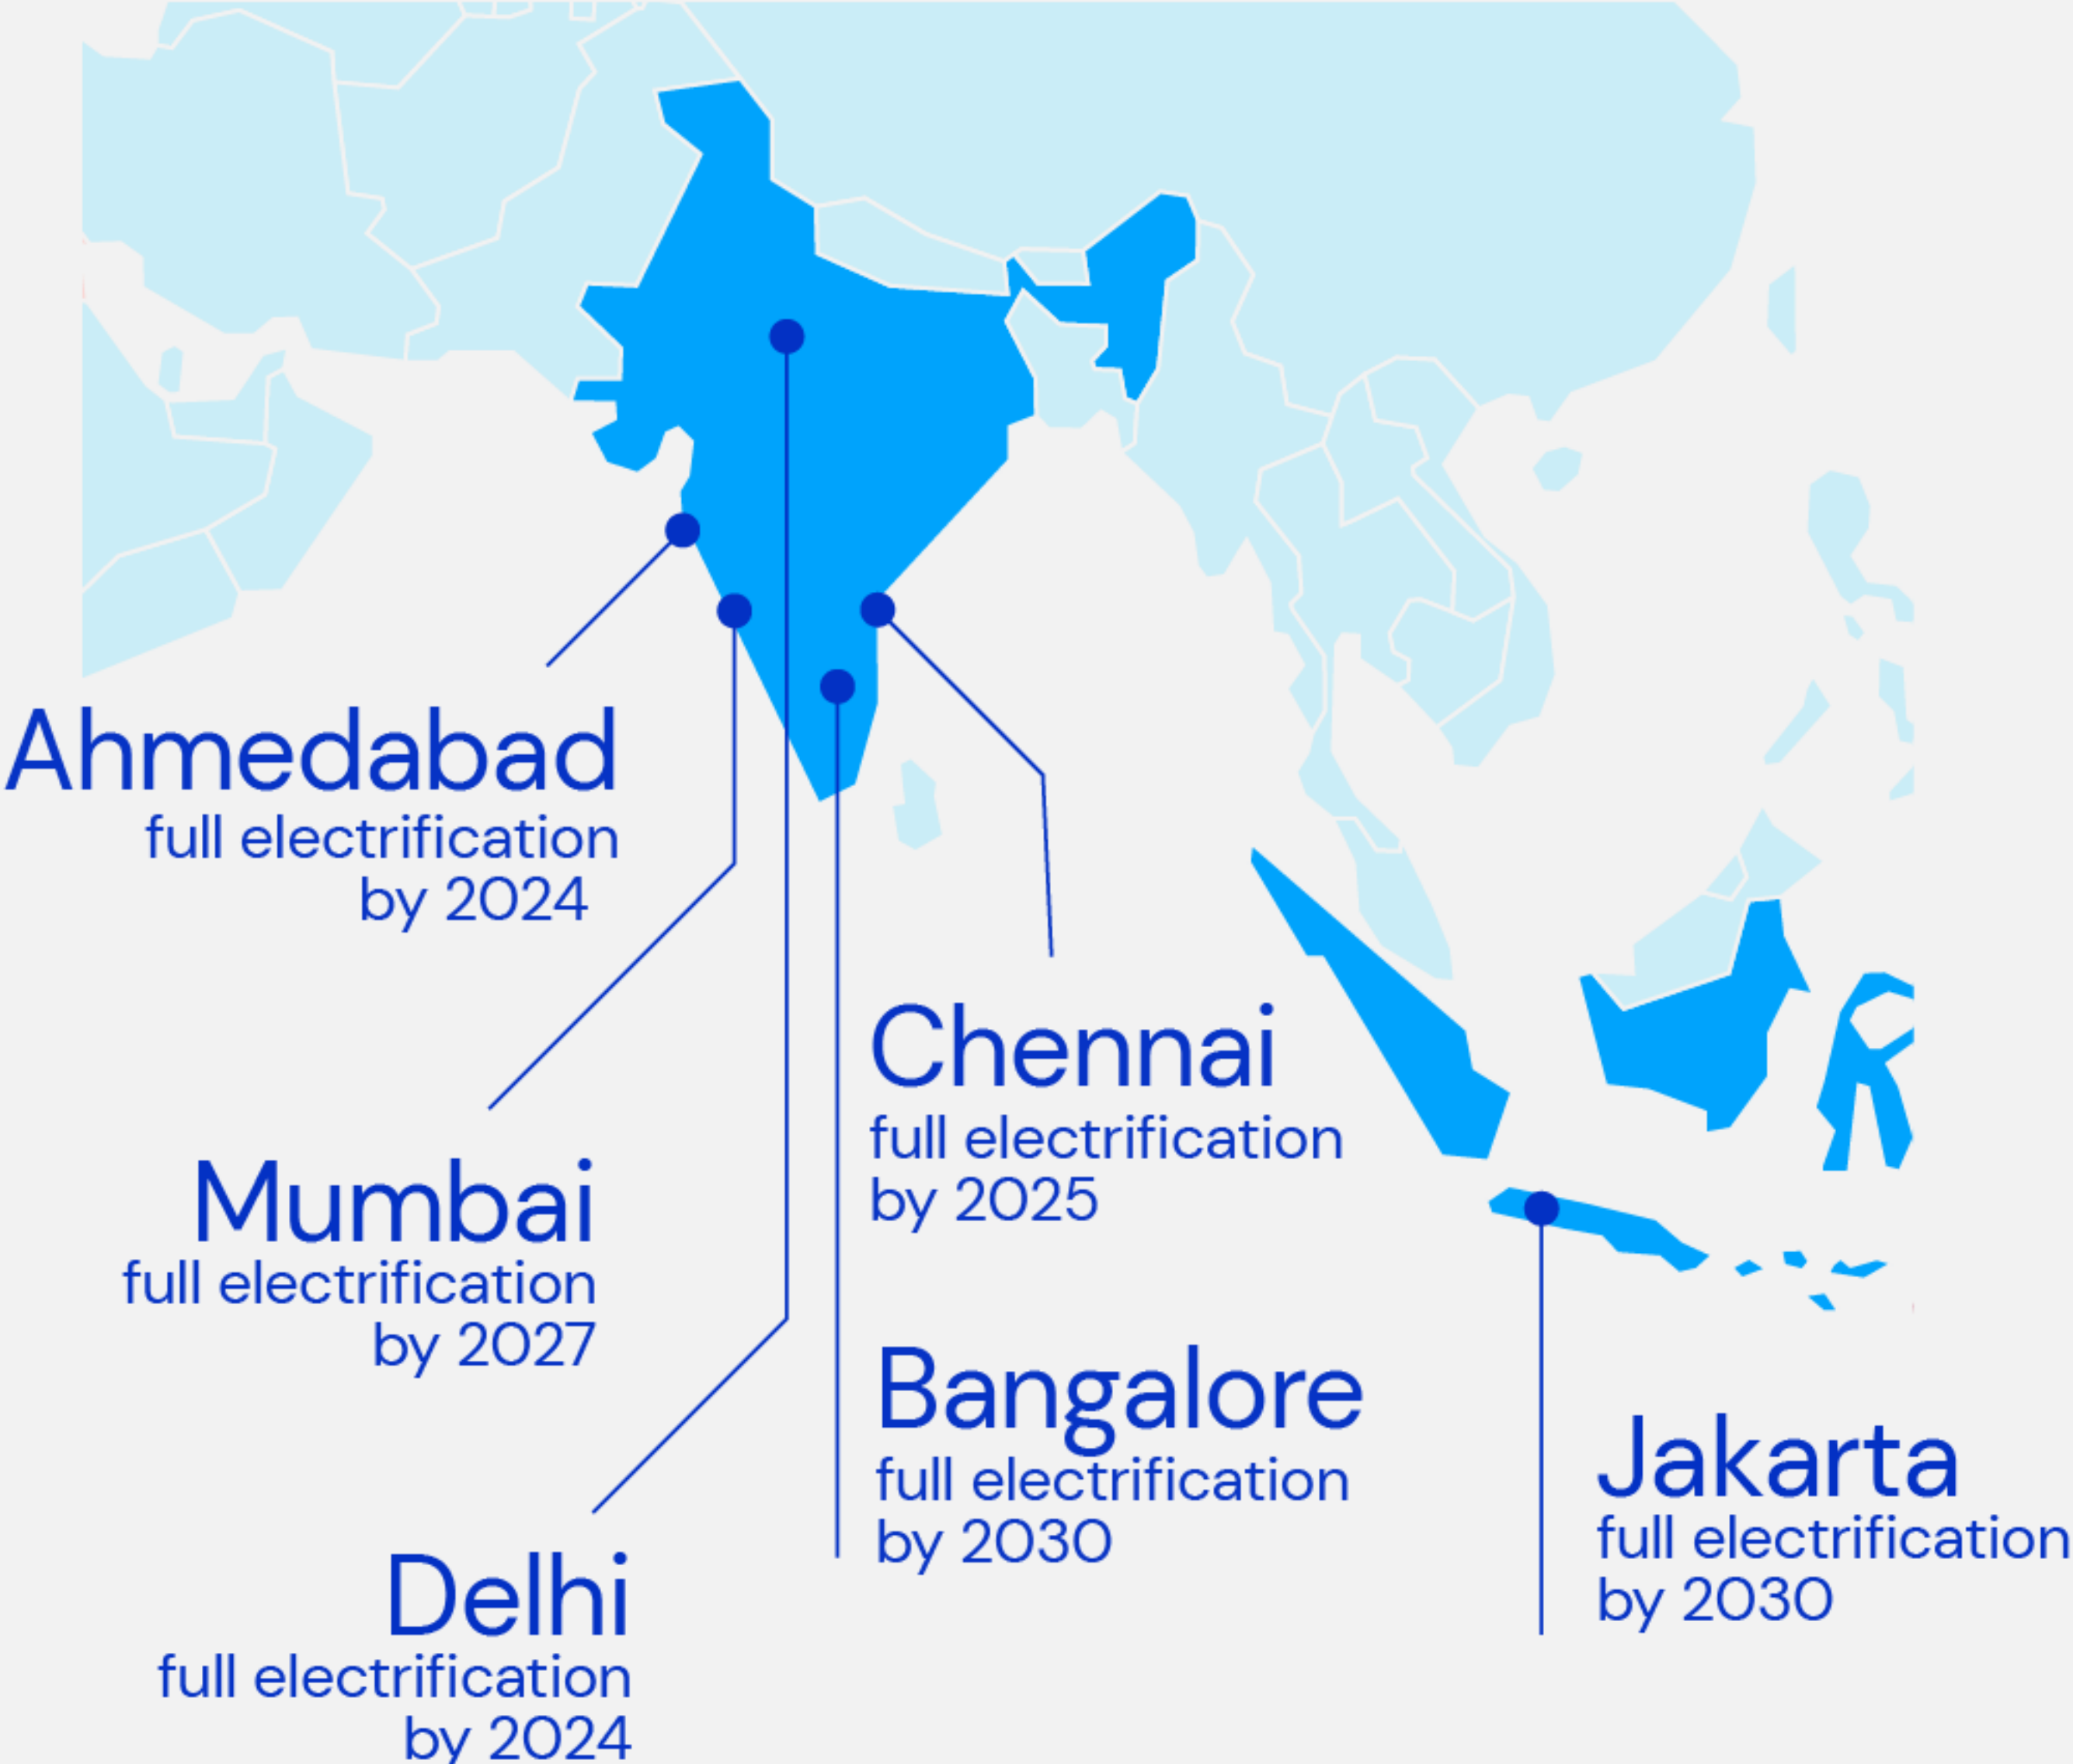 Ahmedabad
full electrification
by 2024
Mumbai
full electrification
by 2027
Delhi
full electrification
by 2024
Chennai
full electrification
by 2025
Bangalore
full electrification
by 2030
Jakarta
full electrification
by 2030